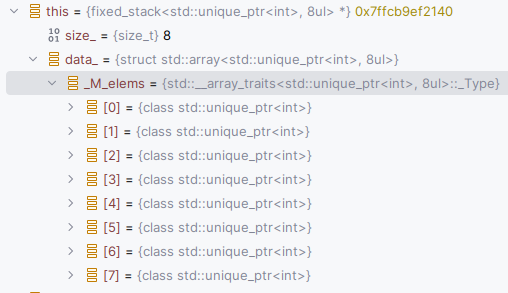 this = {fixed_stack<std::unique_ptr<int>, 8ul> *} 0x7ffcb9ef2140
10 01 size_ = {size_t} 8
data_ = {struct std::array<std::unique_ptr<int>, 8ul>}
_M_elems = {std::__array_traits<std::unique_ptr<int>, 8ul>::_Type}
[0] = {class std::unique_ptr<int>}
[1] = {class std::unique_ptr<int>}
[2] = {class std::unique_ptr<int>}
[3] = {class std::unique_ptr<int>}
[4] = {class std::unique_ptr<int>}
[5] = {class std::unique_ptr<int>}
[6] = {class std::unique_ptr<int>}
[7] = {class std::unique_ptr<int>}